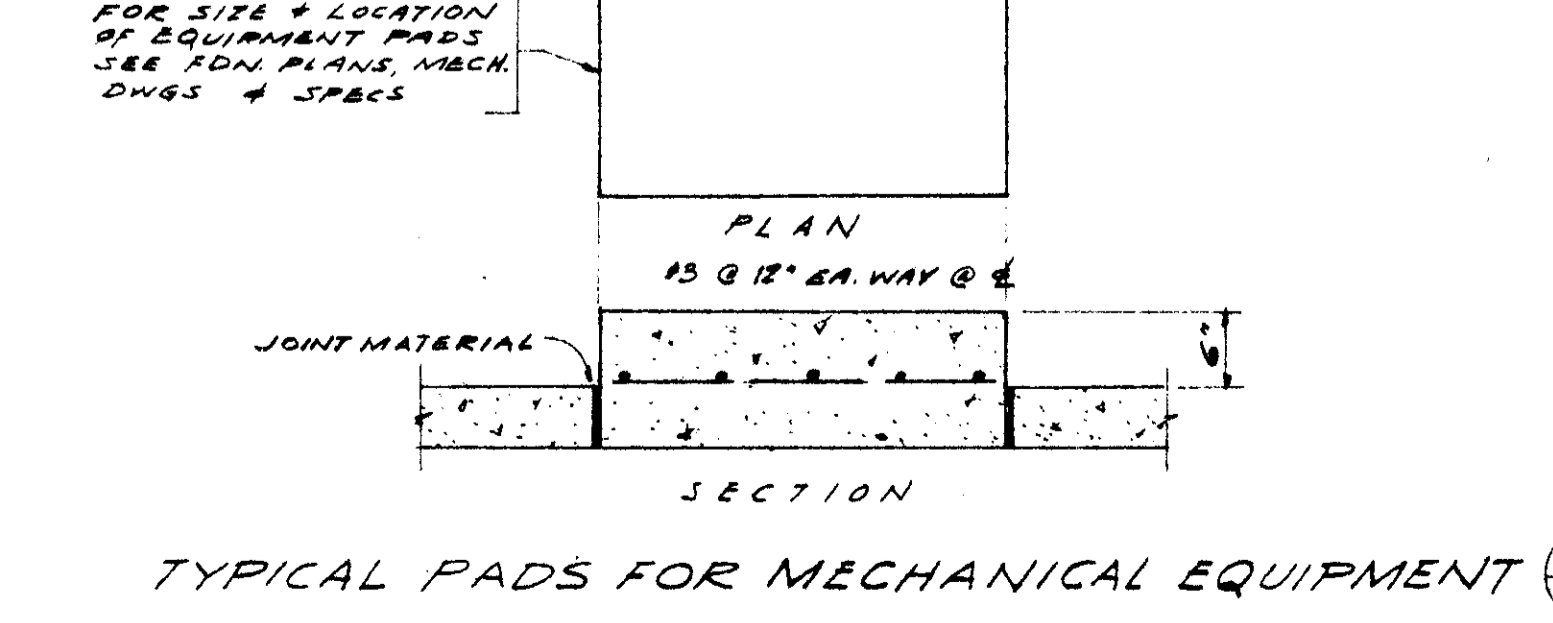 FOR SIZE & LOCATION
OF EQUIPMENT PADS
SEE FDN. PLANS, MECH.
DWGS & SPECS
PLAN
#3 @ 12" EA. WAY @ ℄
JOINT MATERIAL
6"
SECTION
TYPICAL PADS FOR MECHANICAL EQUIPMENT (